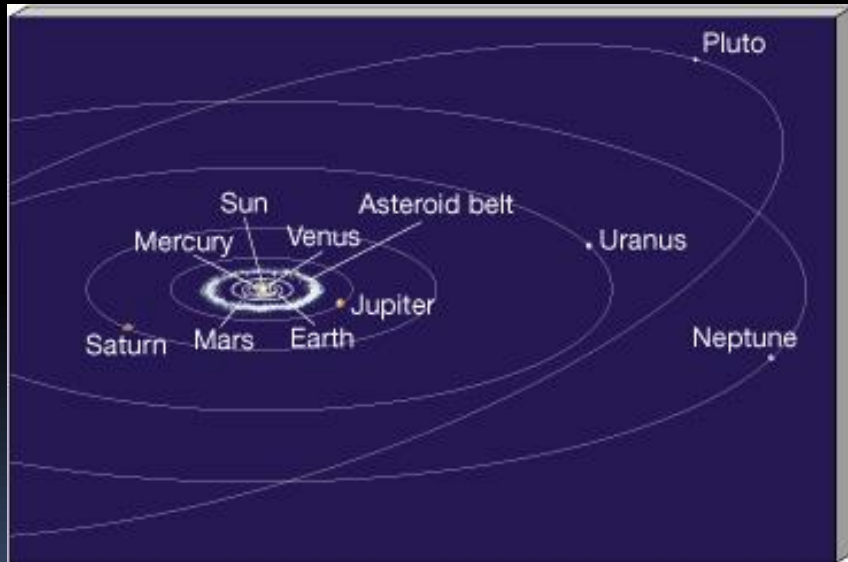 Pluto
Sun
Asteroid belt
Mercury
Venus
Uranus
Jupiter
Saturn
Mars
Earth
Neptune